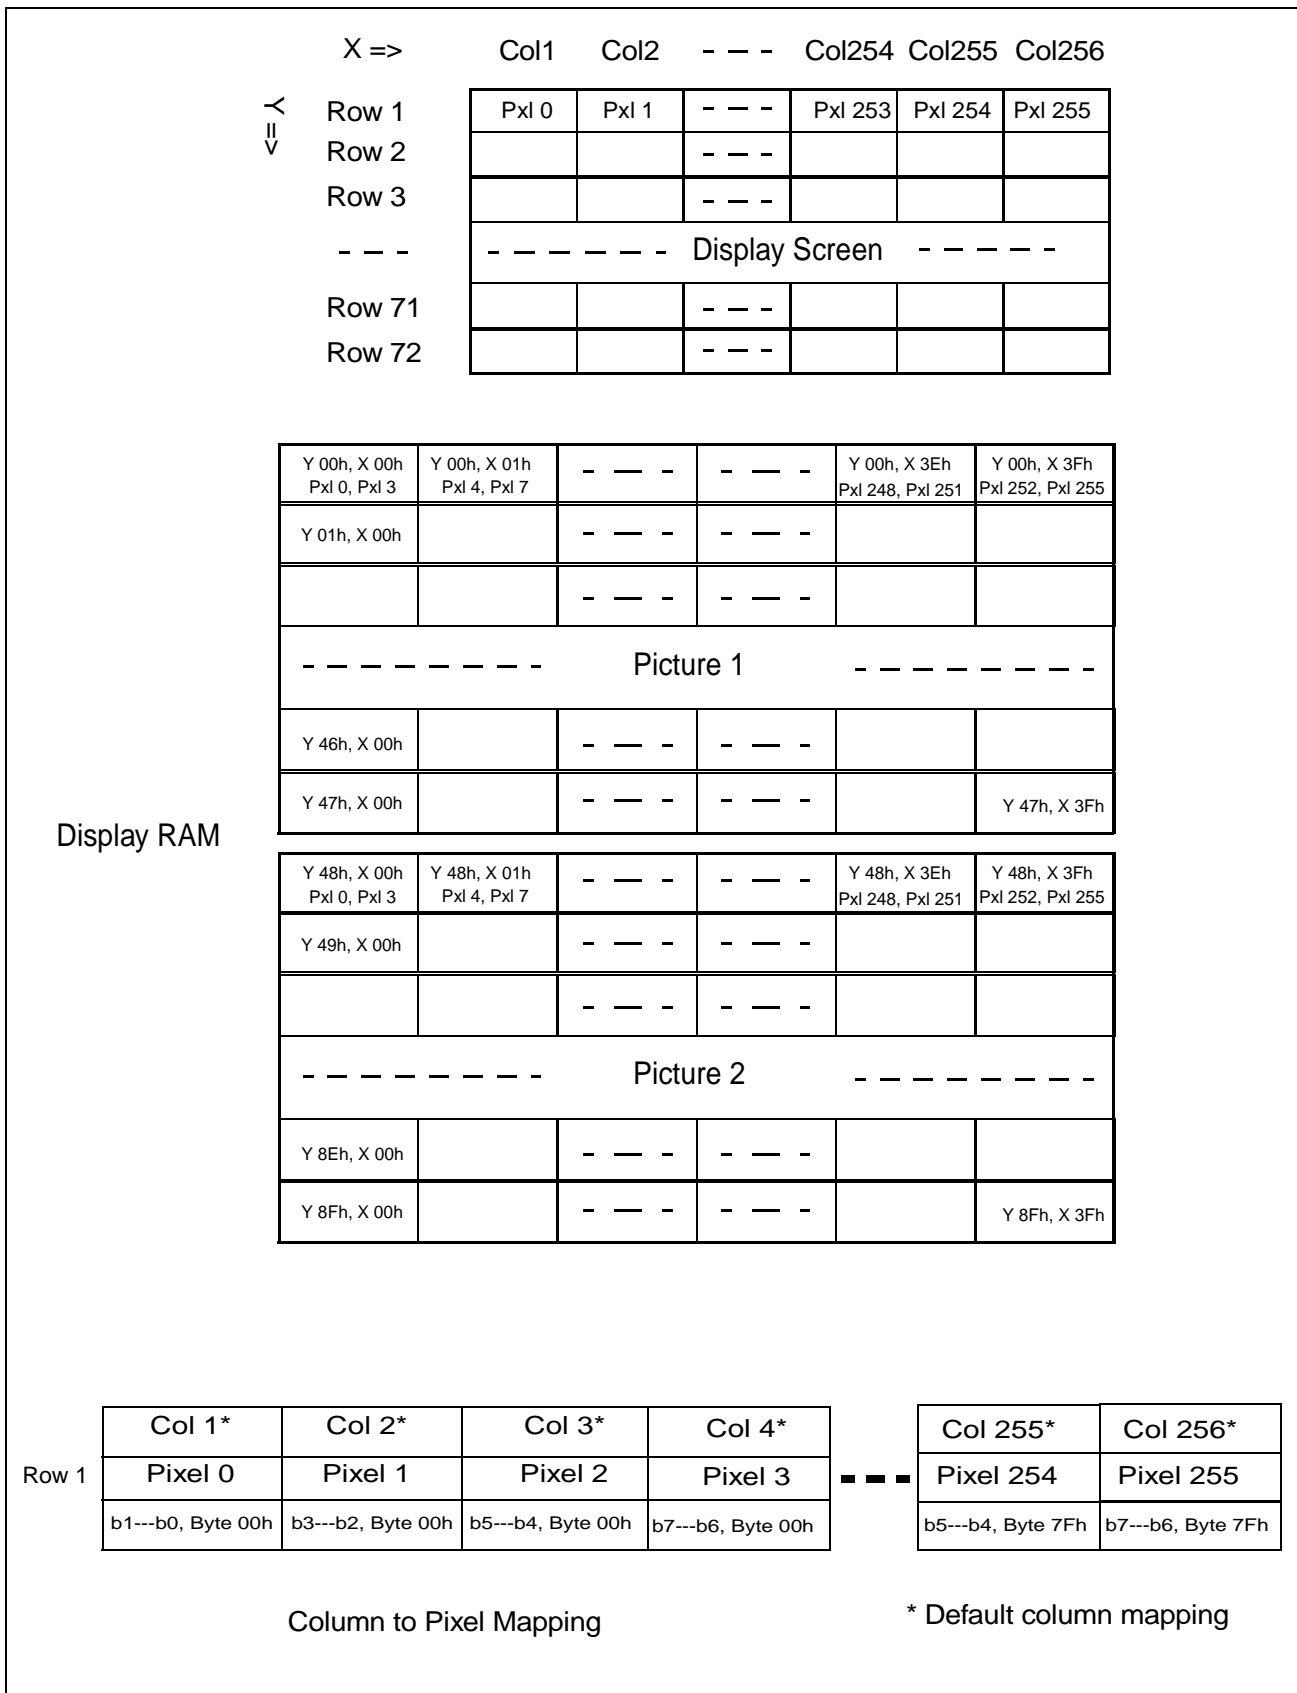 X => Col1 Col2 - — - Col254 Col255 Col256
Y => Row 1 Pxl 0 Pxl 1 - — - Pxl 253 Pxl 254 Pxl 255
Row 2 - — -
Row 3 - — -
- — - - — — — — - Display Screen - — — — -
Row 71 - — -
Row 72 - — -
Y 00h, X 00h Y 00h, X 01h - — - - — - Y 00h, X 3Eh Y 00h, X 3Fh
Pxl 0, Pxl 3 Pxl 4, Pxl 7 Pxl 248, Pxl 251 Pxl 252, Pxl 255
Y 01h, X 00h - — - - — -
- — - - — -
- — — — — — — - Picture 1 - — — — — — — -
Y 46h, X 00h - — - - — -
Y 47h, X 00h - — - - — - Y 47h, X 3Fh
Display RAM
Y 48h, X 00h Y 48h, X 01h - — - - — - Y 48h, X 3Eh Y 48h, X 3Fh
Pxl 0, Pxl 3 Pxl 4, Pxl 7 Pxl 248, Pxl 251 Pxl 252, Pxl 255
Y 49h, X 00h - — - - — -
- — - - — -
- — — — — — — - Picture 2 - — — — — — — -
Y 8Eh, X 00h - — - - — -
Y 8Fh, X 00h - — - - — - Y 8Fh, X 3Fh
Col 1* Col 2* Col 3* Col 4* Col 255* Col 256*
Row 1 Pixel 0 Pixel 1 Pixel 2 Pixel 3 - - - Pixel 254 Pixel 255
b1---b0, Byte 00h b3---b2, Byte 00h b5---b4, Byte 00h b7---b6, Byte 00h b5---b4, Byte 7Fh b7---b6, Byte 7Fh
Column to Pixel Mapping * Default column mapping